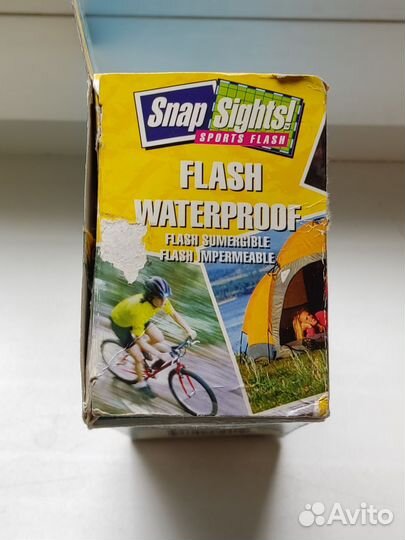 Snap Sights!
SPORTS FLASH
FLASH
WATERPROOF
FLASH SUMERGIBLE
FLASH IMPERMEABLE
Avito